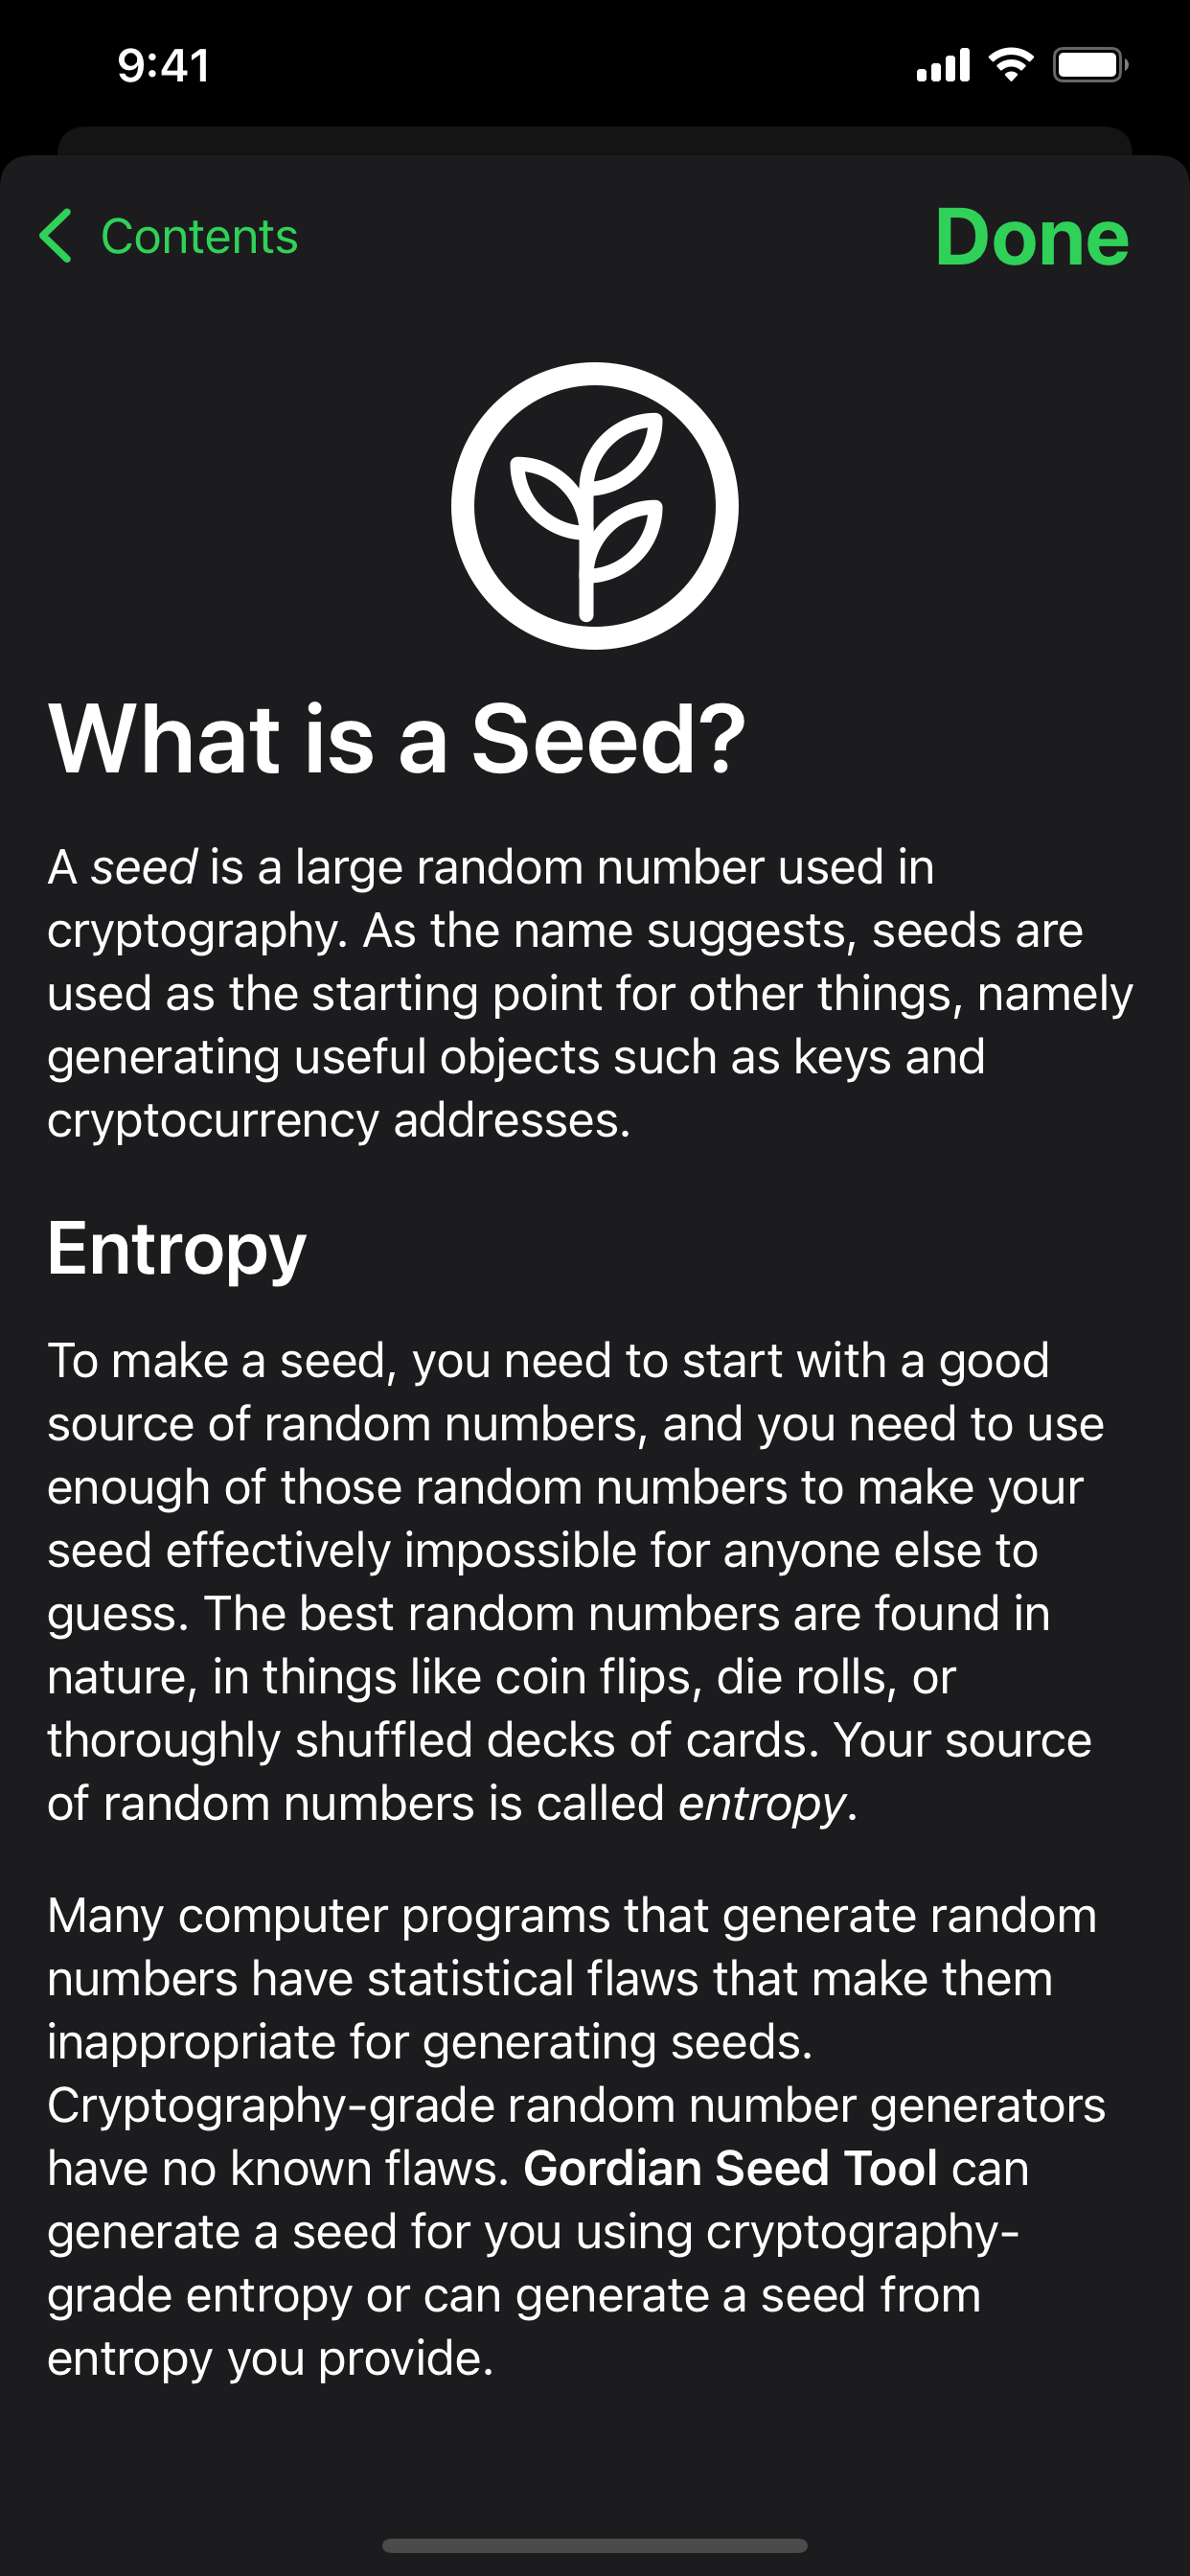 9:41
Contents
Done
What is a Seed?
A seed is a large random number used in
cryptography. As the name suggests, seeds are
used as the starting point for other things, namely
generating useful objects such as keys and
cryptocurrency addresses.
Entropy
To make a seed, you need to start with a good
source of random numbers, and you need to use
enough of those random numbers to make your
seed effectively impossible for anyone else to
guess. The best random numbers are found in
nature, in things like coin flips, die rolls, or
thoroughly shuffled decks of cards. Your source
of random numbers is called entropy.
Many computer programs that generate random
numbers have statistical flaws that make them
inappropriate for generating seeds.
Cryptography-grade random number generators
have no known flaws. Gordian Seed Tool can
generate a seed for you using cryptography-
grade entropy or can generate a seed from
entropy you provide.